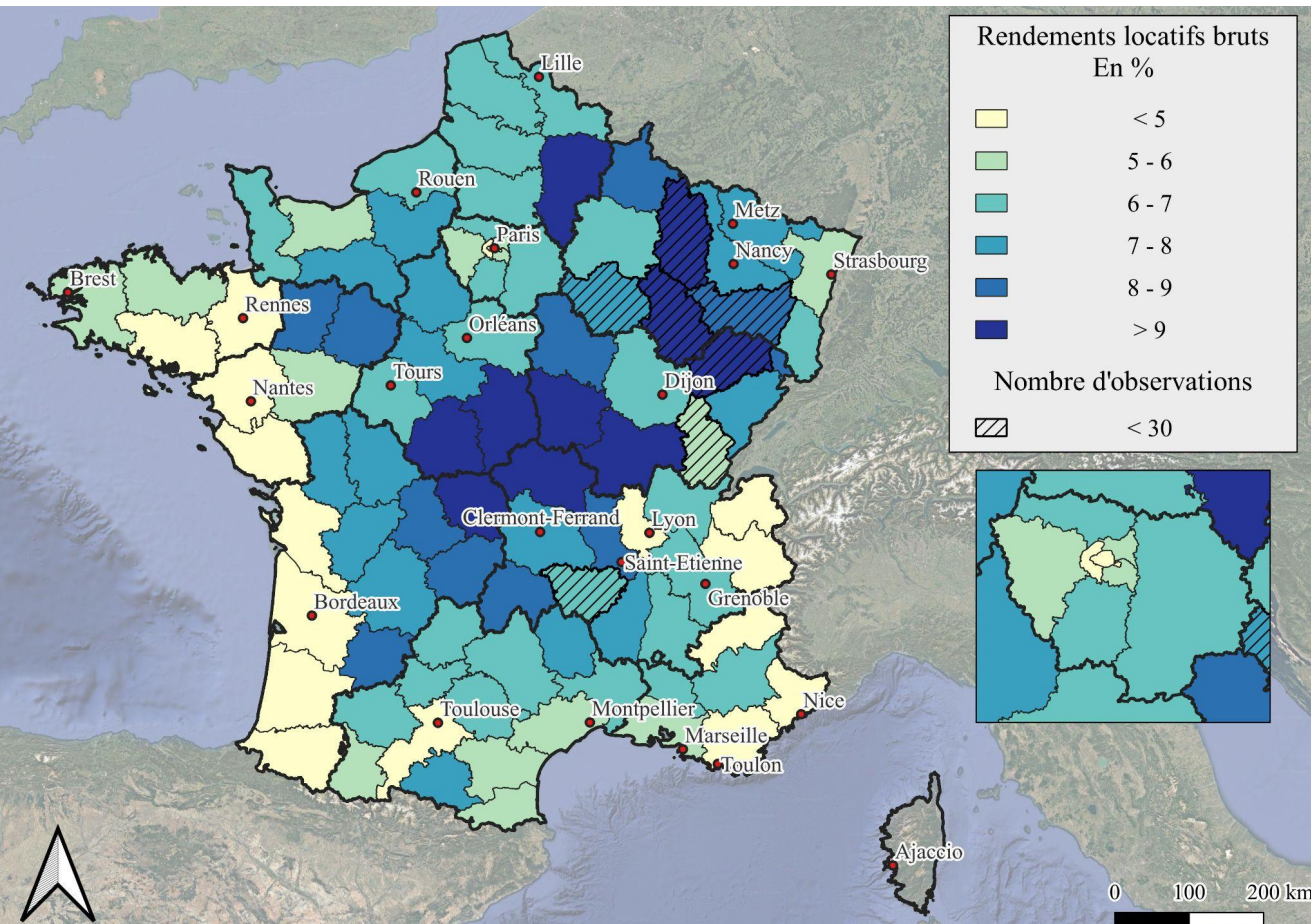 Rendements locatifs bruts
En %
< 5
5 - 6
6 - 7
7 - 8
8 - 9
> 9
Nombre d'observations
< 30
Lille
Rouen
Metz
Paris
Nancy
Strasbourg
Brest
Rennes
Orléans
Nantes
Tours
Dijon
Clermont-Ferrand
Lyon
Saint-Etienne
Grenoble
Bordeaux
Toulouse
Montpellier
Nice
Marseille
Toulon
Ajaccio
0 100 200 km